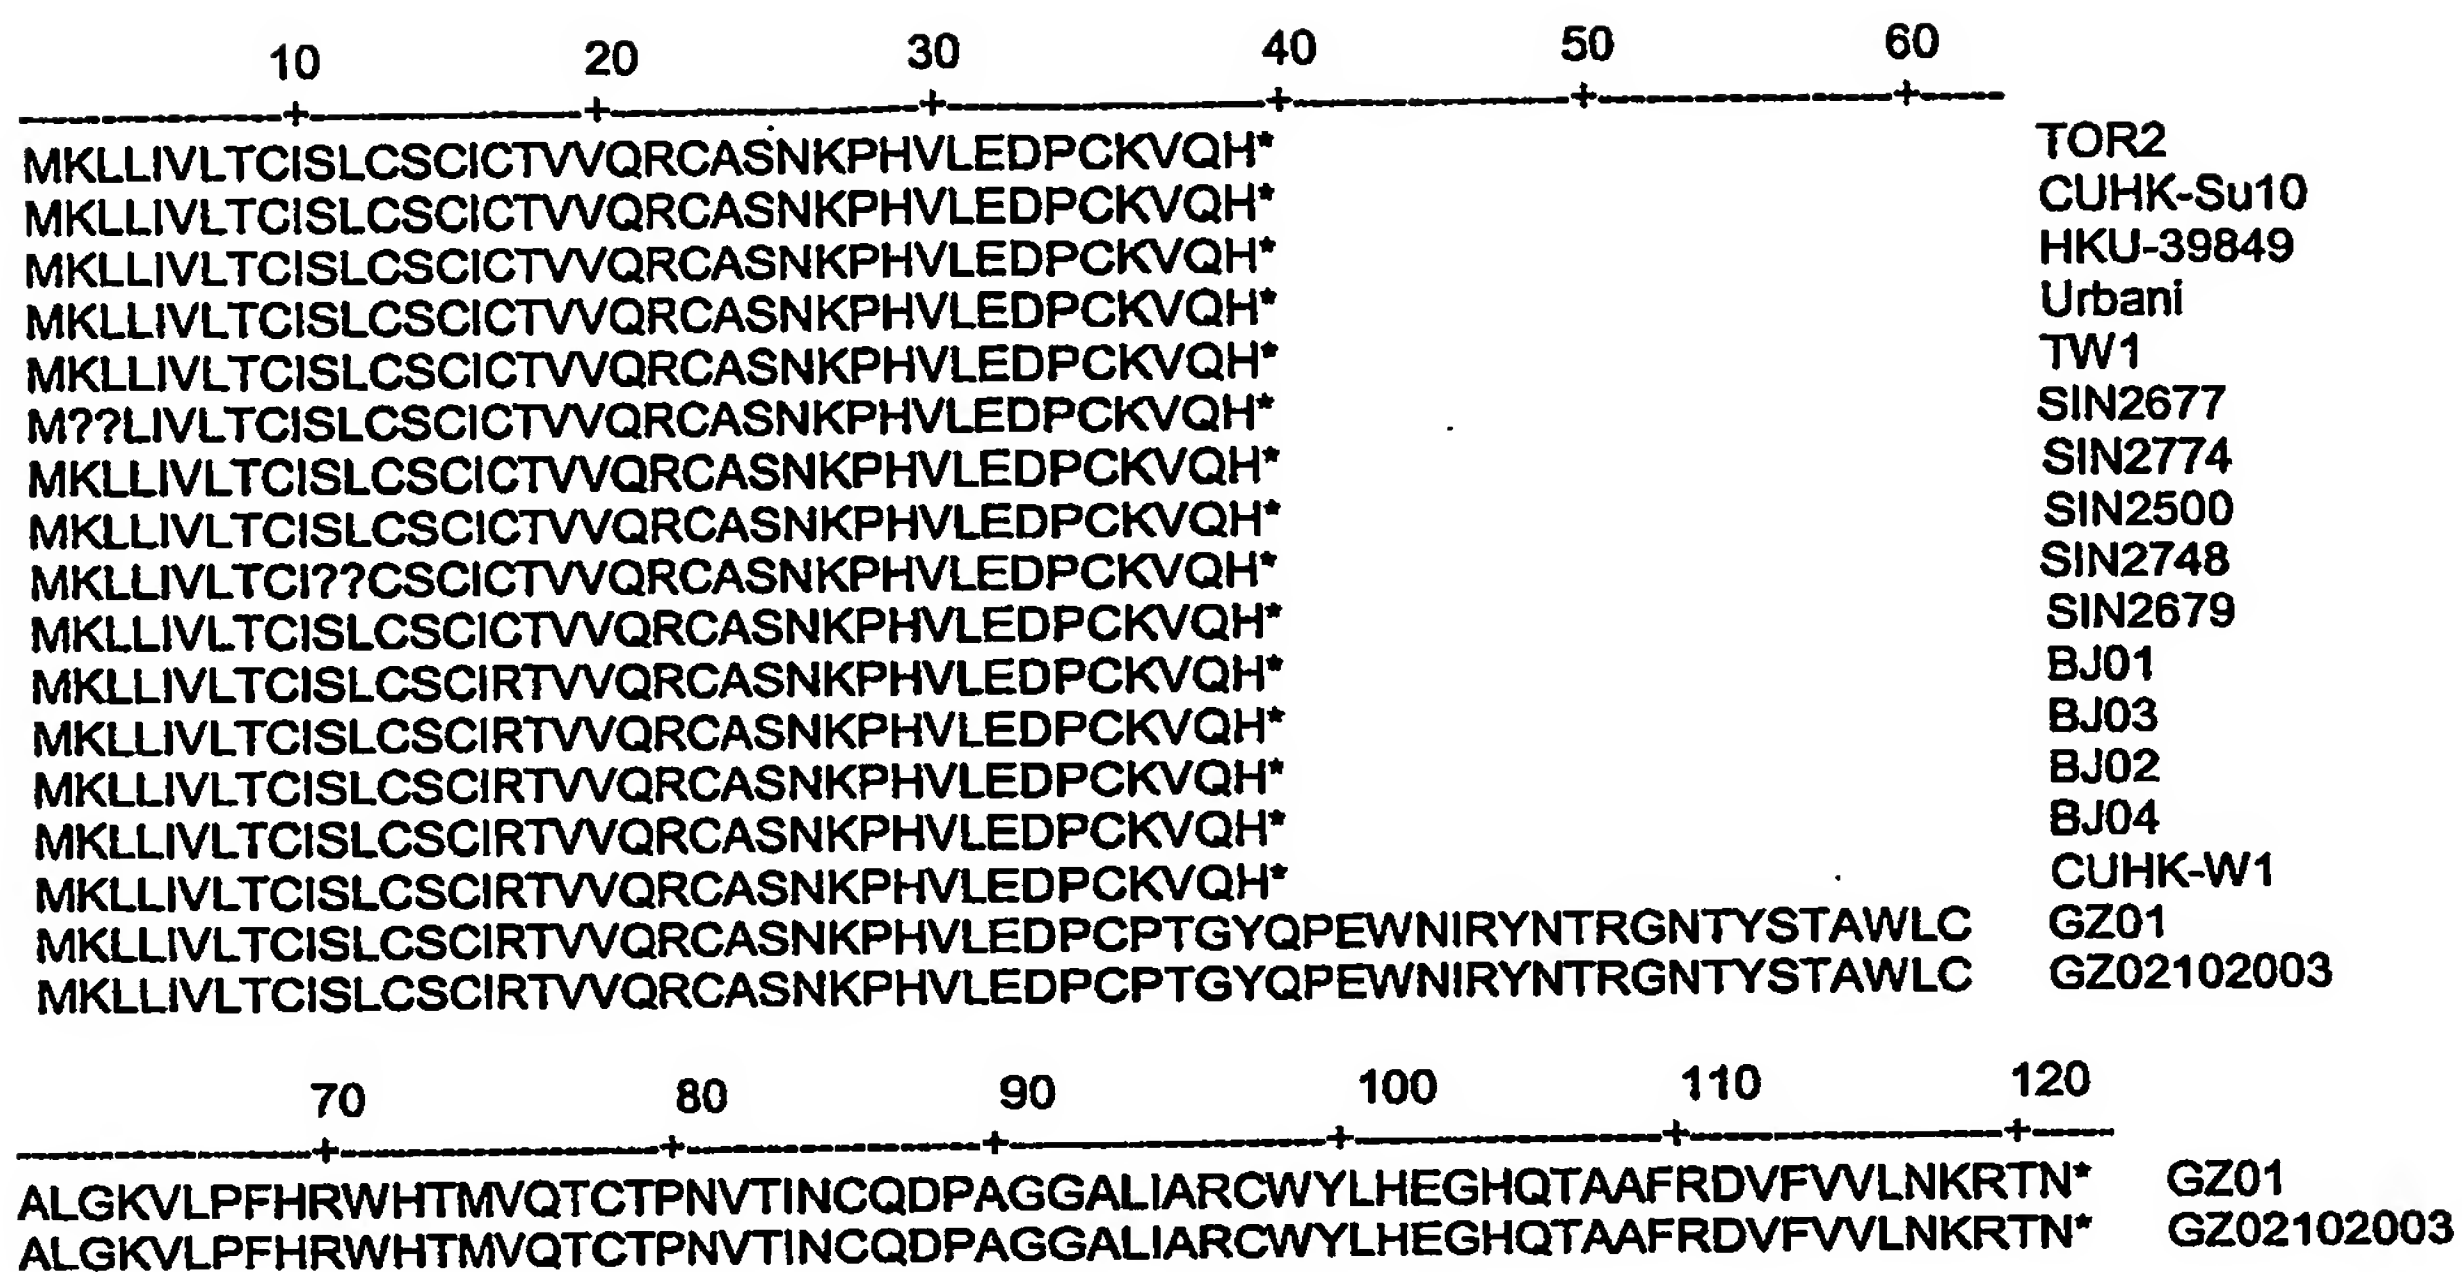 10 20 30 40 50 60
---------+---------+---------+---------+---------+---------+---
MKLLIVLTCISLCSCICTVVQRCASNKPHVLEDPCKVQH* TOR2
MKLLIVLTCISLCSCICTVVQRCASNKPHVLEDPCKVQH* CUHK-Su10
MKLLIVLTCISLCSCICTVVQRCASNKPHVLEDPCKVQH* HKU-39849
MKLLIVLTCISLCSCICTVVQRCASNKPHVLEDPCKVQH* Urbani
MKLLIVLTCISLCSCICTVVQRCASNKPHVLEDPCKVQH* TW1
M??LIVLTCISLCSCICTVVQRCASNKPHVLEDPCKVQH* SIN2677
MKLLIVLTCISLCSCICTVVQRCASNKPHVLEDPCKVQH* SIN2774
MKLLIVLTCISLCSCICTVVQRCASNKPHVLEDPCKVQH* SIN2500
MKLLIVLTCI??CSCICTVVQRCASNKPHVLEDPCKVQH* SIN2748
MKLLIVLTCISLCSCICTVVQRCASNKPHVLEDPCKVQH* SIN2679
MKLLIVLTCISLCSCIRTVVQRCASNKPHVLEDPCKVQH* BJ01
MKLLIVLTCISLCSCIRTVVQRCASNKPHVLEDPCKVQH* BJ03
MKLLIVLTCISLCSCIRTVVQRCASNKPHVLEDPCKVQH* BJ02
MKLLIVLTCISLCSCIRTVVQRCASNKPHVLEDPCKVQH* BJ04
MKLLIVLTCISLCSCIRTVVQRCASNKPHVLEDPCKVQH* CUHK-W1
MKLLIVLTCISLCSCIRTVVQRCASNKPHVLEDPCPTGYQPEWNIRYNTRGNTYSTAWLC GZ01
MKLLIVLTCISLCSCIRTVVQRCASNKPHVLEDPCPTGYQPEWNIRYNTRGNTYSTAWLC GZ02102003
70 80 90 100 110 120
---------+---------+---------+---------+---------+---------+---
ALGKVLPFHRWHTMVQTCTPNVTINCQDPAGGALIARCWYLHEGHQTAAFRDVFVVLNKRTN* GZ01
ALGKVLPFHRWHTMVQTCTPNVTINCQDPAGGALIARCWYLHEGHQTAAFRDVFVVLNKRTN* GZ02102003